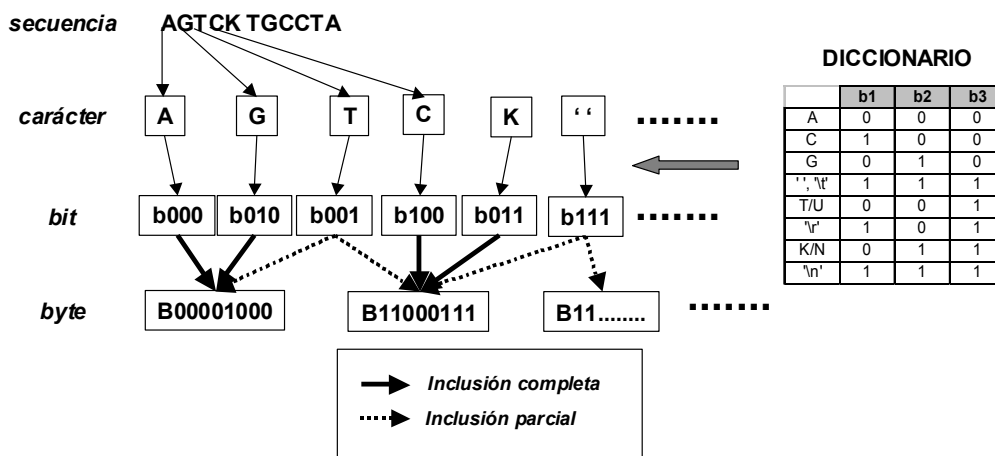 secuencia AGTCK TGCCTA
carácter A G T C K ‘ ‘ .......
bit b000 b010 b001 b100 b011 b111 .......
byte B00001000 B11000111 B11........ .......
Inclusión completa
Inclusión parcial
DICCIONARIO
b1 b2 b3
A 0 0 0
C 1 0 0
G 0 1 0
' ', '\t' 1 1 1
T/U 0 0 1
'\r' 1 0 1
K/N 0 1 1
'\n' 1 1 1